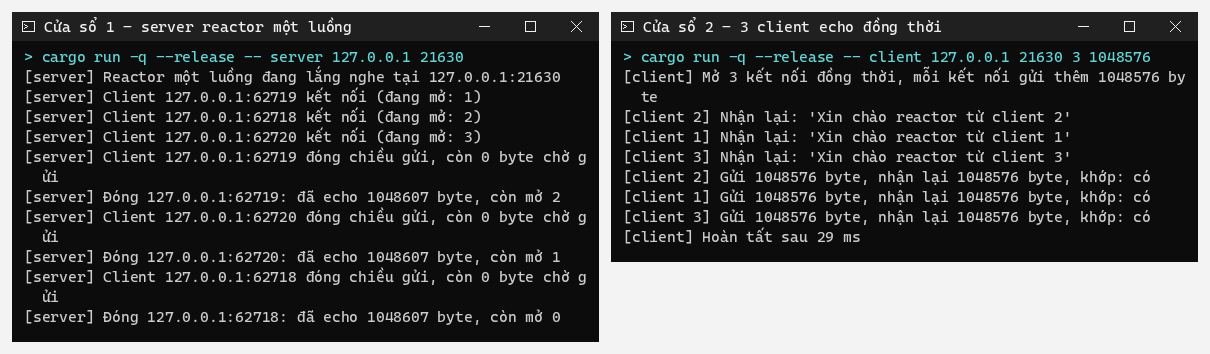 Cửa sổ 1 – server reactor một luồng
> cargo run -q --release -- server 127.0.0.1 21630
[server] Reactor một luồng đang lắng nghe tại 127.0.0.1:21630
[server] Client 127.0.0.1:62719 kết nối (đang mở: 1)
[server] Client 127.0.0.1:62718 kết nối (đang mở: 2)
[server] Client 127.0.0.1:62720 kết nối (đang mở: 3)
[server] Client 127.0.0.1:62719 đóng chiều gửi, còn 0 byte chờ g
ửi
[server] Đóng 127.0.0.1:62719: đã echo 1048607 byte, còn mở 2
[server] Client 127.0.0.1:62720 đóng chiều gửi, còn 0 byte chờ g
ửi
[server] Đóng 127.0.0.1:62720: đã echo 1048607 byte, còn mở 1
[server] Client 127.0.0.1:62718 đóng chiều gửi, còn 0 byte chờ g
ửi
[server] Đóng 127.0.0.1:62718: đã echo 1048607 byte, còn mở 0
Cửa sổ 2 – 3 client echo đồng thời
> cargo run -q --release -- client 127.0.0.1 21630 3 1048576
[client] Mở 3 kết nối đồng thời, mỗi kết nối gửi thêm 1048576 by
te
[client 2] Nhận lại: 'Xin chào reactor từ client 2'
[client 1] Nhận lại: 'Xin chào reactor từ client 1'
[client 3] Nhận lại: 'Xin chào reactor từ client 3'
[client 2] Gửi 1048576 byte, nhận lại 1048576 byte, khớp: có
[client 1] Gửi 1048576 byte, nhận lại 1048576 byte, khớp: có
[client 3] Gửi 1048576 byte, nhận lại 1048576 byte, khớp: có
[client] Hoàn tất sau 29 ms